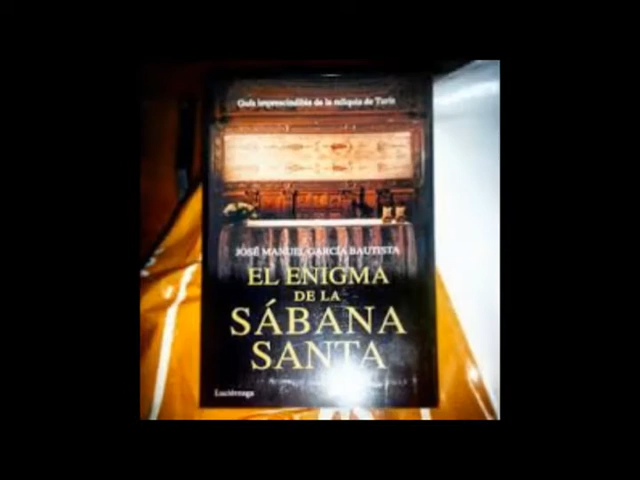 Guía imprescindible de la reliquia de Turín
JOSÉ MANUEL GARCÍA BAUTISTA
EL ENIGMA
DE LA
SÁBANA
SANTA
Luciérnaga